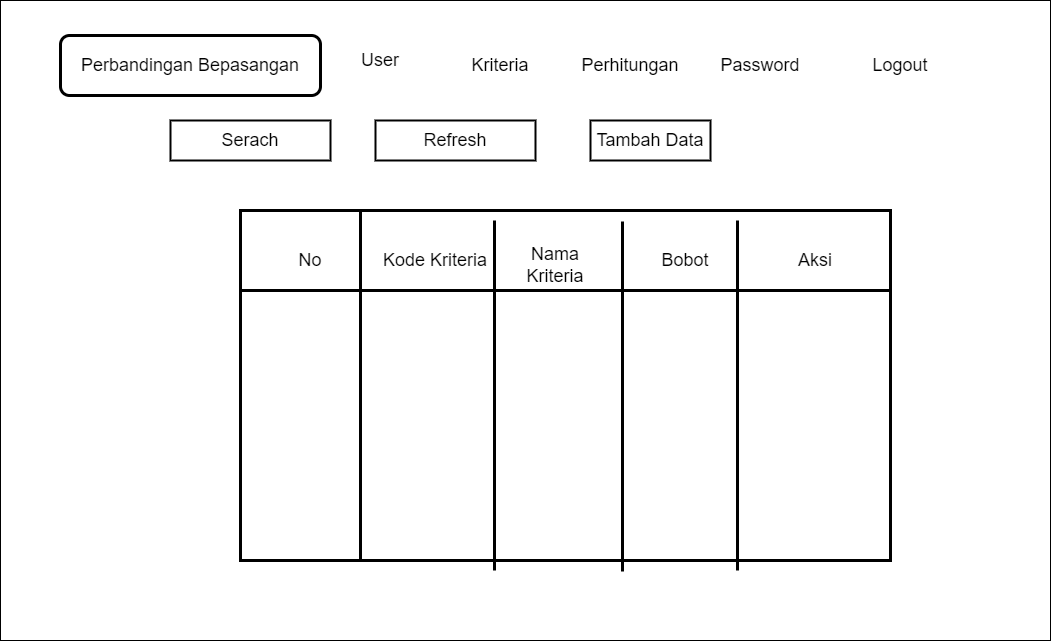 Perbandingan Bepasangan
User
Kriteria
Perhitungan
Password
Logout
Serach
Refresh
Tambah Data
No
Kode Kriteria
Nama
Kriteria
Bobot
Aksi